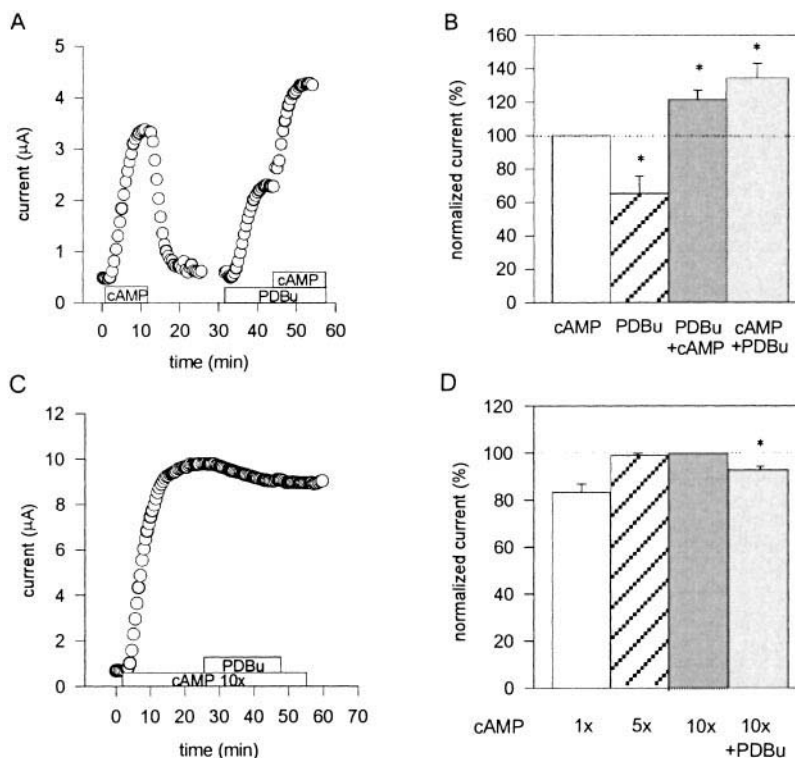 A
5
4
3
2
1
0
current (µA)
cAMP
cAMP
PDBu
0 10 20 30 40 50 60
time (min)
B
160
140
120
100
80
60
40
20
0
normalized current (%)
*
*
*
cAMP PDBu PDBu cAMP
+cAMP +PDBu
C
12
10
8
6
4
2
0
current (µA)
PDBu
cAMP 10x
0 10 20 30 40 50 60 70
time (min)
D
120
100
80
60
40
20
0
normalized current (%)
*
cAMP 1x 5x 10x 10x
+PDBu